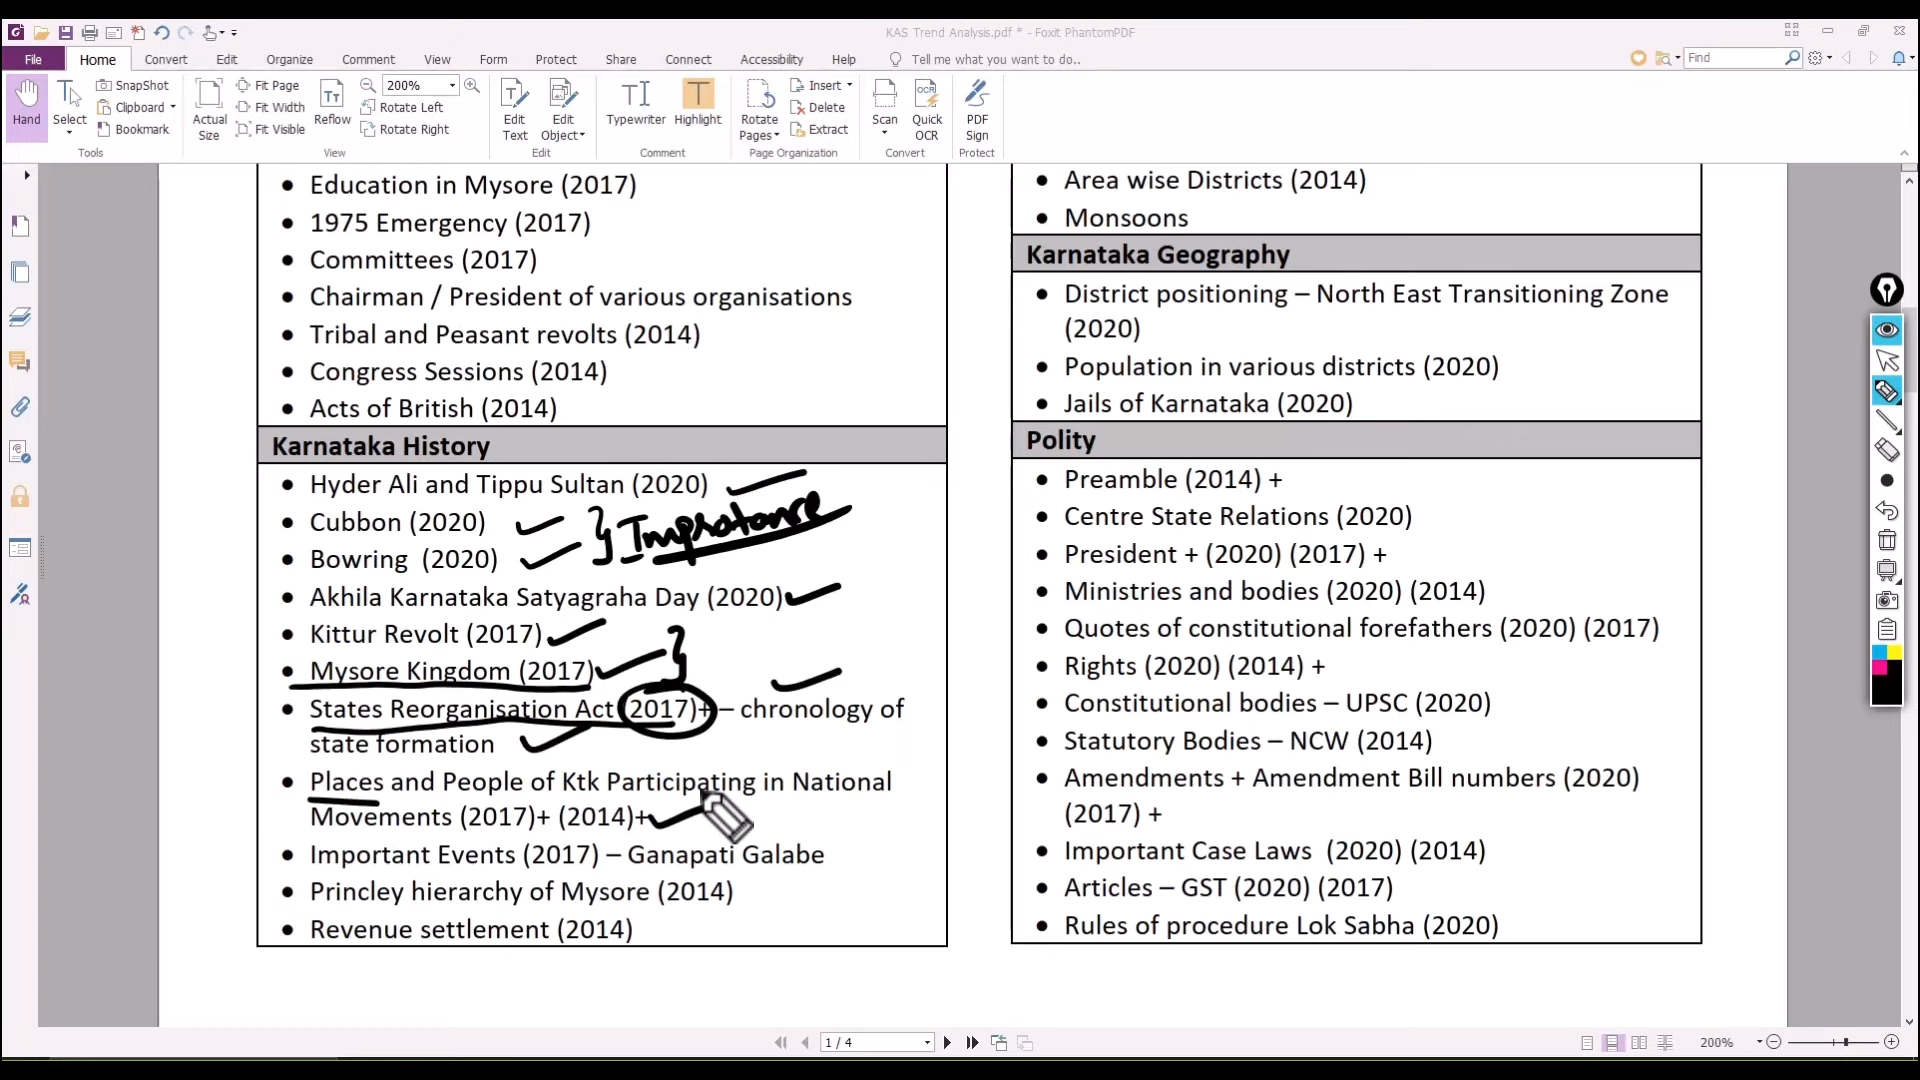 KAS Trend Analysis.pdf * - Foxit PhantomPDF
File Home Convert Edit Organize Comment View Form Protect Share Connect Accessibility Help Tell me what you want to do.. Find
Hand
Select
SnapShot
Clipboard
Bookmark
Tools
Actual Size
Fit Page
Fit Width
Fit Visible
Reflow
200%
Rotate Left
Rotate Right
View
Edit Text
Edit Object
Edit
Typewriter
Highlight
Comment
Rotate Pages
Insert
Delete
Extract
Page Organization
Scan
Quick OCR
Convert
PDF Sign
Protect
• Education in Mysore (2017)
• 1975 Emergency (2017)
• Committees (2017)
• Chairman / President of various organisations
• Tribal and Peasant revolts (2014)
• Congress Sessions (2014)
• Acts of British (2014)
Karnataka History
• Hyder Ali and Tippu Sultan (2020)
• Cubbon (2020)
• Bowring (2020)
Impratance
• Akhila Karnataka Satyagraha Day (2020)
• Kittur Revolt (2017)
• Mysore Kingdom (2017)
• States Reorganisation Act (2017)+ – chronology of
state formation
• Places and People of Ktk Participating in National
Movements (2017)+ (2014)+
• Important Events (2017) – Ganapati Galabe
• Princley hierarchy of Mysore (2014)
• Revenue settlement (2014)
• Area wise Districts (2014)
• Monsoons
Karnataka Geography
• District positioning – North East Transitioning Zone
(2020)
• Population in various districts (2020)
• Jails of Karnataka (2020)
Polity
• Preamble (2014) +
• Centre State Relations (2020)
• President + (2020) (2017) +
• Ministries and bodies (2020) (2014)
• Quotes of constitutional forefathers (2020) (2017)
• Rights (2020) (2014) +
• Constitutional bodies – UPSC (2020)
• Statutory Bodies – NCW (2014)
• Amendments + Amendment Bill numbers (2020)
(2017) +
• Important Case Laws (2020) (2014)
• Articles – GST (2020) (2017)
• Rules of procedure Lok Sabha (2020)
1 / 4
200%